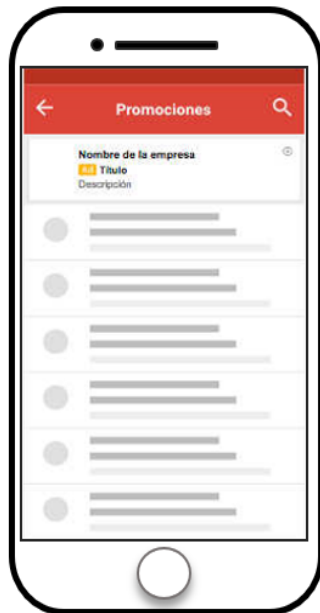 Promociones
Nombre de la empresa
Ad Título
Descripción